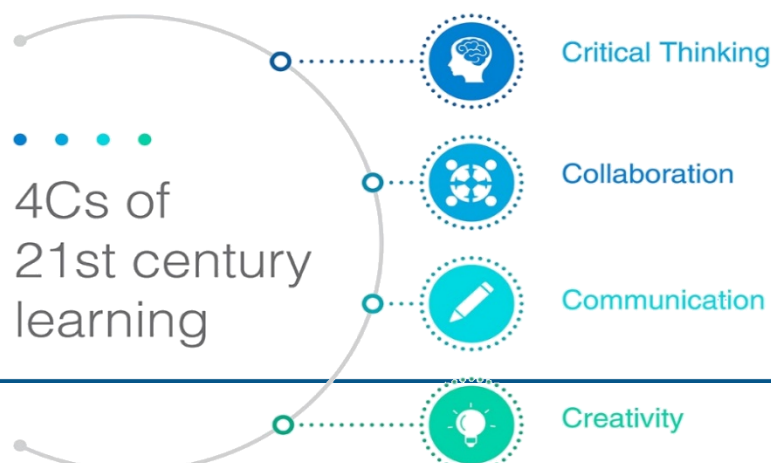 4Cs of
21st century
learning
Critical Thinking
Collaboration
Communication
Creativity